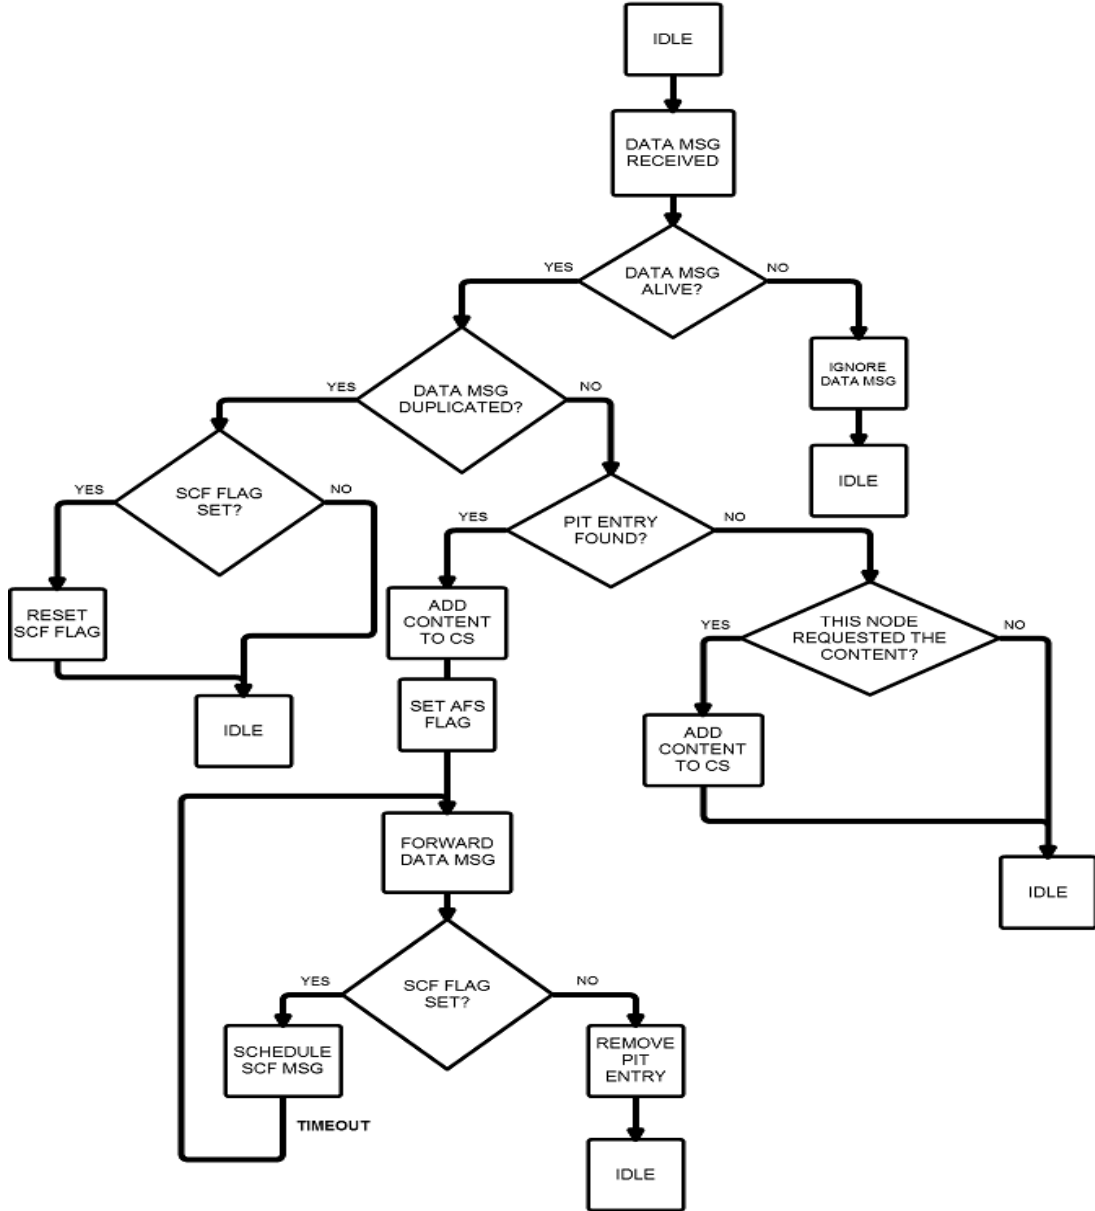 IDLE
DATA MSG
RECEIVED
YES
DATA MSG
ALIVE?
NO
IGNORE
DATA MSG
IDLE
YES
DATA MSG
DUPLICATED?
NO
YES
SCF FLAG
SET?
NO
RESET
SCF FLAG
IDLE
YES
PIT ENTRY
FOUND?
NO
ADD
CONTENT
TO CS
SET AFS
FLAG
YES
THIS NODE
REQUESTED THE
CONTENT?
NO
ADD
CONTENT
TO CS
IDLE
FORWARD
DATA MSG
YES
SCF FLAG
SET?
NO
SCHEDULE
SCF MSG
TIMEOUT
REMOVE
PIT
ENTRY
IDLE